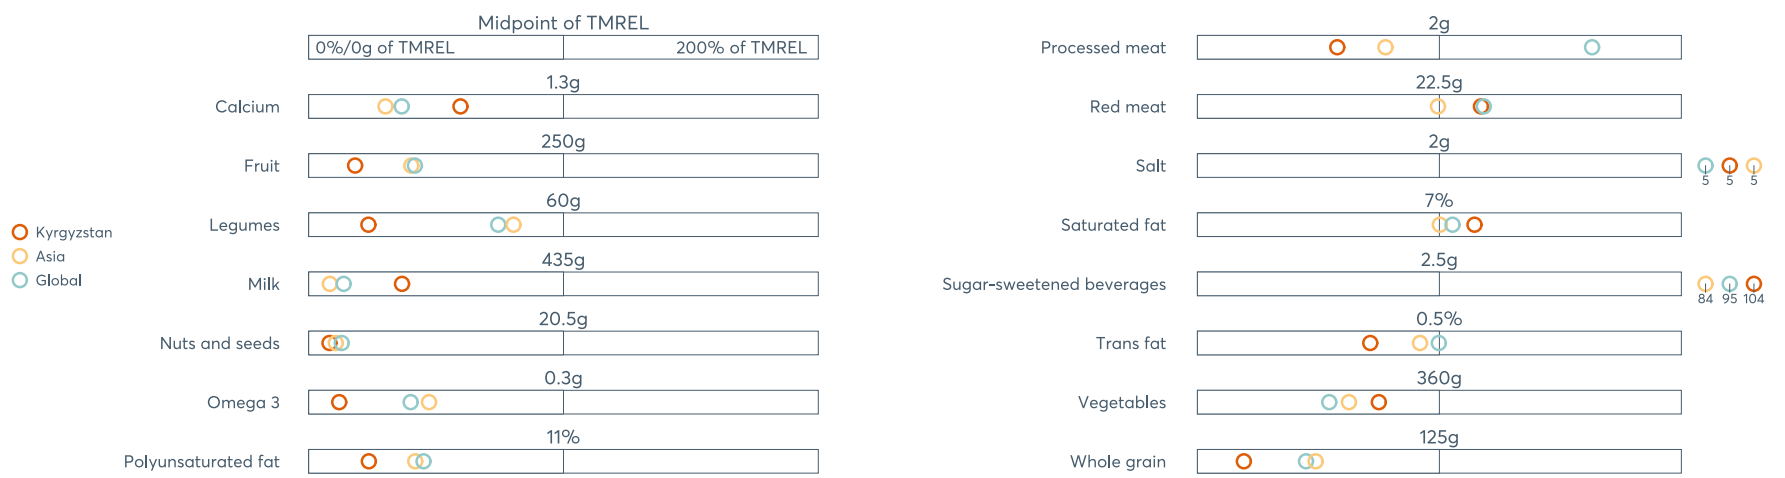 Kyrgyzstan
Asia
Global
Midpoint of TMREL
0%/0g of TMREL 200% of TMREL
1.3g
Calcium
250g
Fruit
60g
Legumes
435g
Milk
20.5g
Nuts and seeds
0.3g
Omega 3
11%
Polyunsaturated fat
2g
Processed meat
22.5g
Red meat
2g
Salt
5 5 5
7%
Saturated fat
2.5g
Sugar-sweetened beverages
84 95 104
0.5%
Trans fat
360g
Vegetables
125g
Whole grain